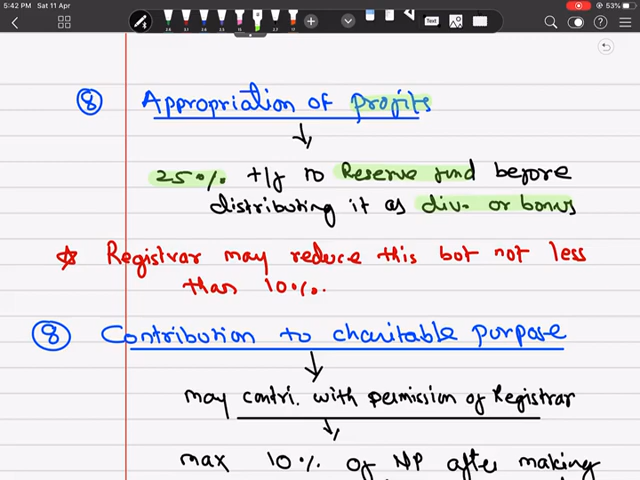 5:42 PM Sat 11 Apr
53%
Text
⑧ Appropriation of profits
25% t/f to Reserve fund before
distributing it as div. or bonus
☆ Registrar may reduce this bot not less
than 10%.
⑧ Contribution to charitable purpose
may contri. with permission of Registrar
max 10% of NP after making